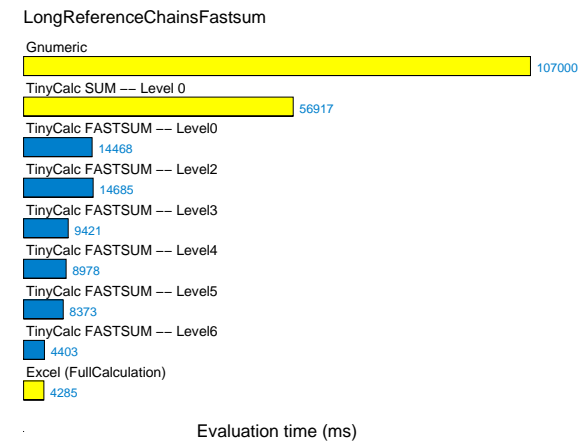 LongReferenceChainsFastsum
Gnumeric
107000
TinyCalc SUM −− Level 0
56917
TinyCalc FASTSUM −− Level0
14468
TinyCalc FASTSUM −− Level2
14685
TinyCalc FASTSUM −− Level3
9421
TinyCalc FASTSUM −− Level4
8978
TinyCalc FASTSUM −− Level5
8373
TinyCalc FASTSUM −− Level6
4403
Excel (FullCalculation)
4285
Evaluation time (ms)